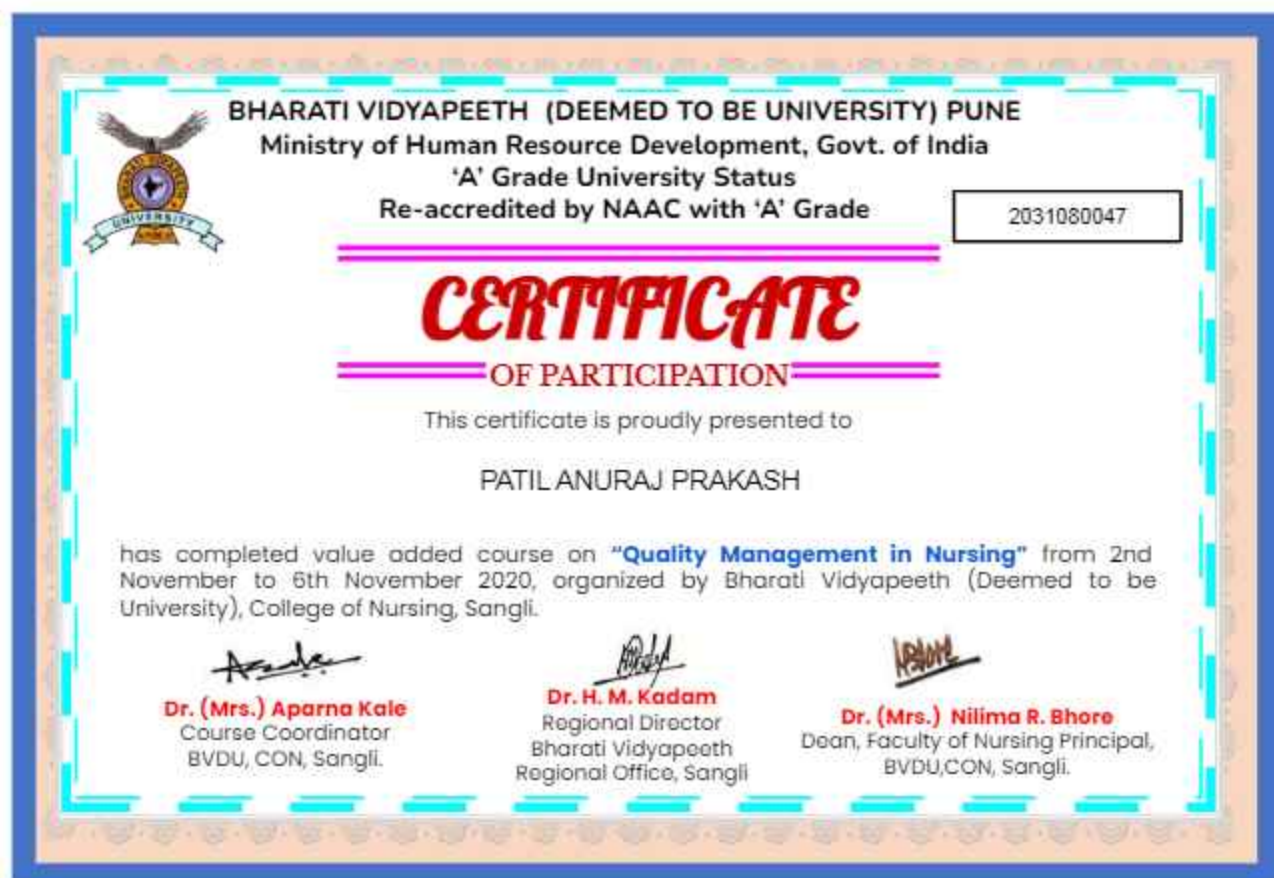 BHARATI VIDYAPEETH (DEEMED TO BE UNIVERSITY) PUNE
Ministry of Human Resource Development, Govt. of India
‘A’ Grade University Status
Re-accredited by NAAC with ‘A’ Grade
2031080047
BHARATI VIDYAPEETH
UNIVERSITY
CERTIFICATE
OF PARTICIPATION
This certificate is proudly presented to
PATIL ANURAJ PRAKASH
has completed value added course on “Quality Management in Nursing” from 2nd
November to 6th November 2020, organized by Bharati Vidyapeeth (Deemed to be
University), College of Nursing, Sangli.
Dr. (Mrs.) Aparna Kale
Course Coordinator
BVDU, CON, Sangli.
Dr. H. M. Kadam
Regional Director
Bharati Vidyapeeth
Regional Office, Sangli
Dr. (Mrs.) Nilima R. Bhore
Dean, Faculty of Nursing Principal,
BVDU,CON, Sangli.